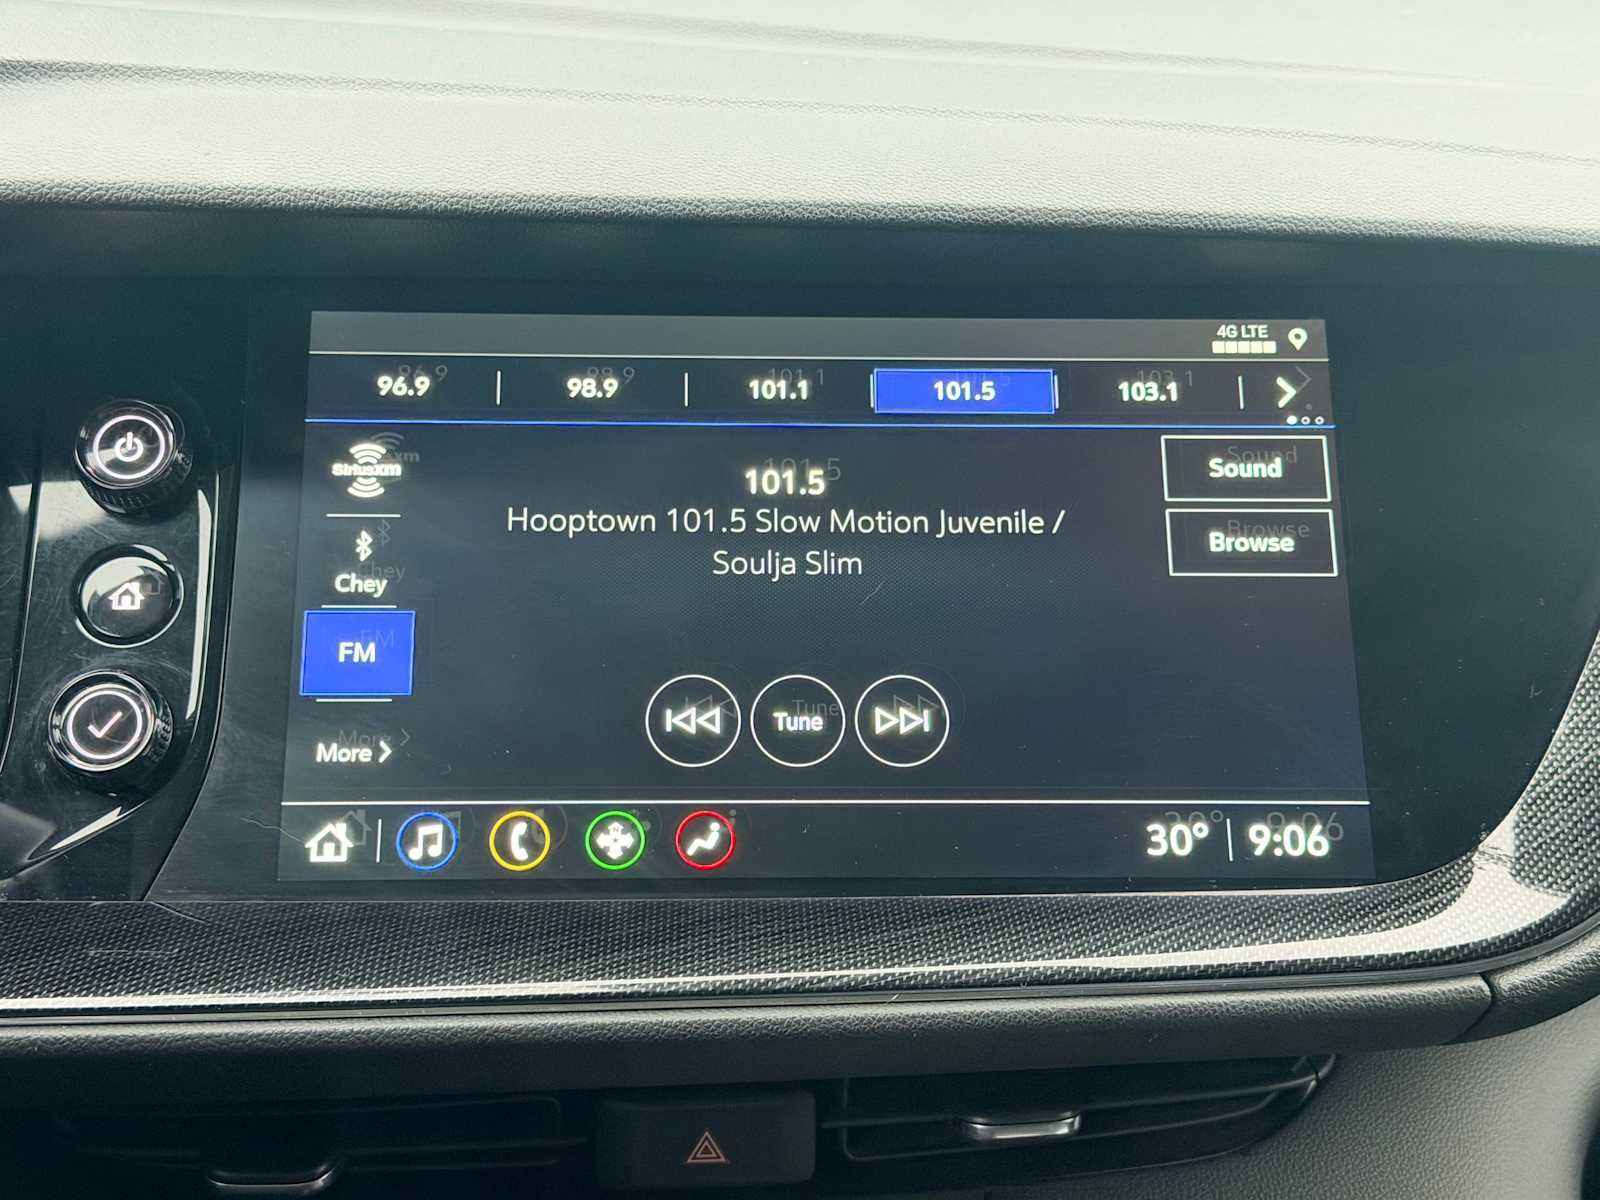 4G LTE
96.9 98.9 101.1 101.5 103.1
SiriusXM
101.5
Sound
Hooptown 101.5 Slow Motion Juvenile /
Soulja Slim
Browse
Chey
FM
Tune
More
30° 9:06